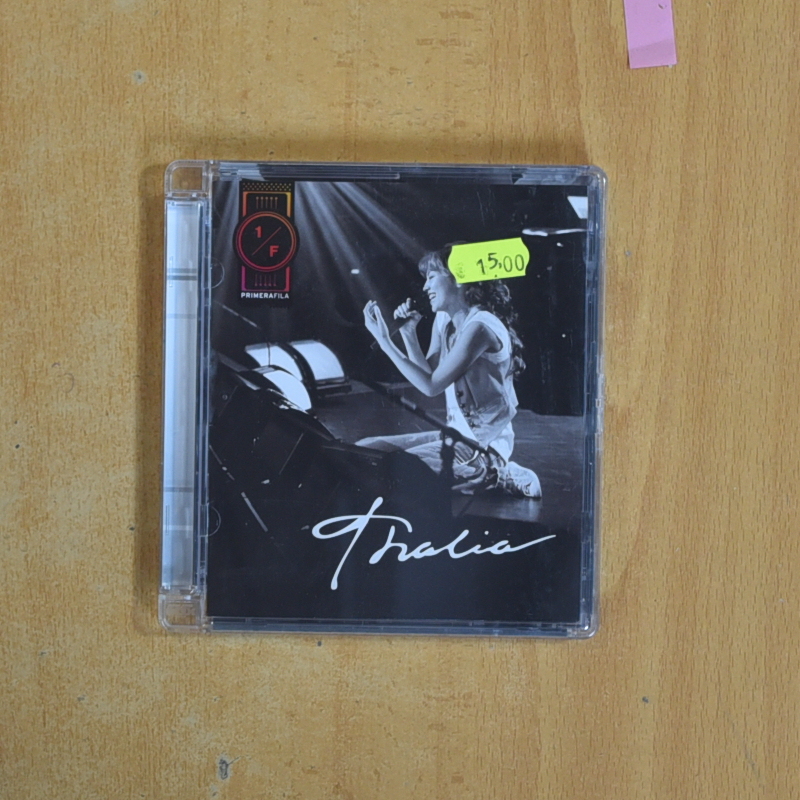 1/F
PRIMERAFILA
€ 15,00
Thalia